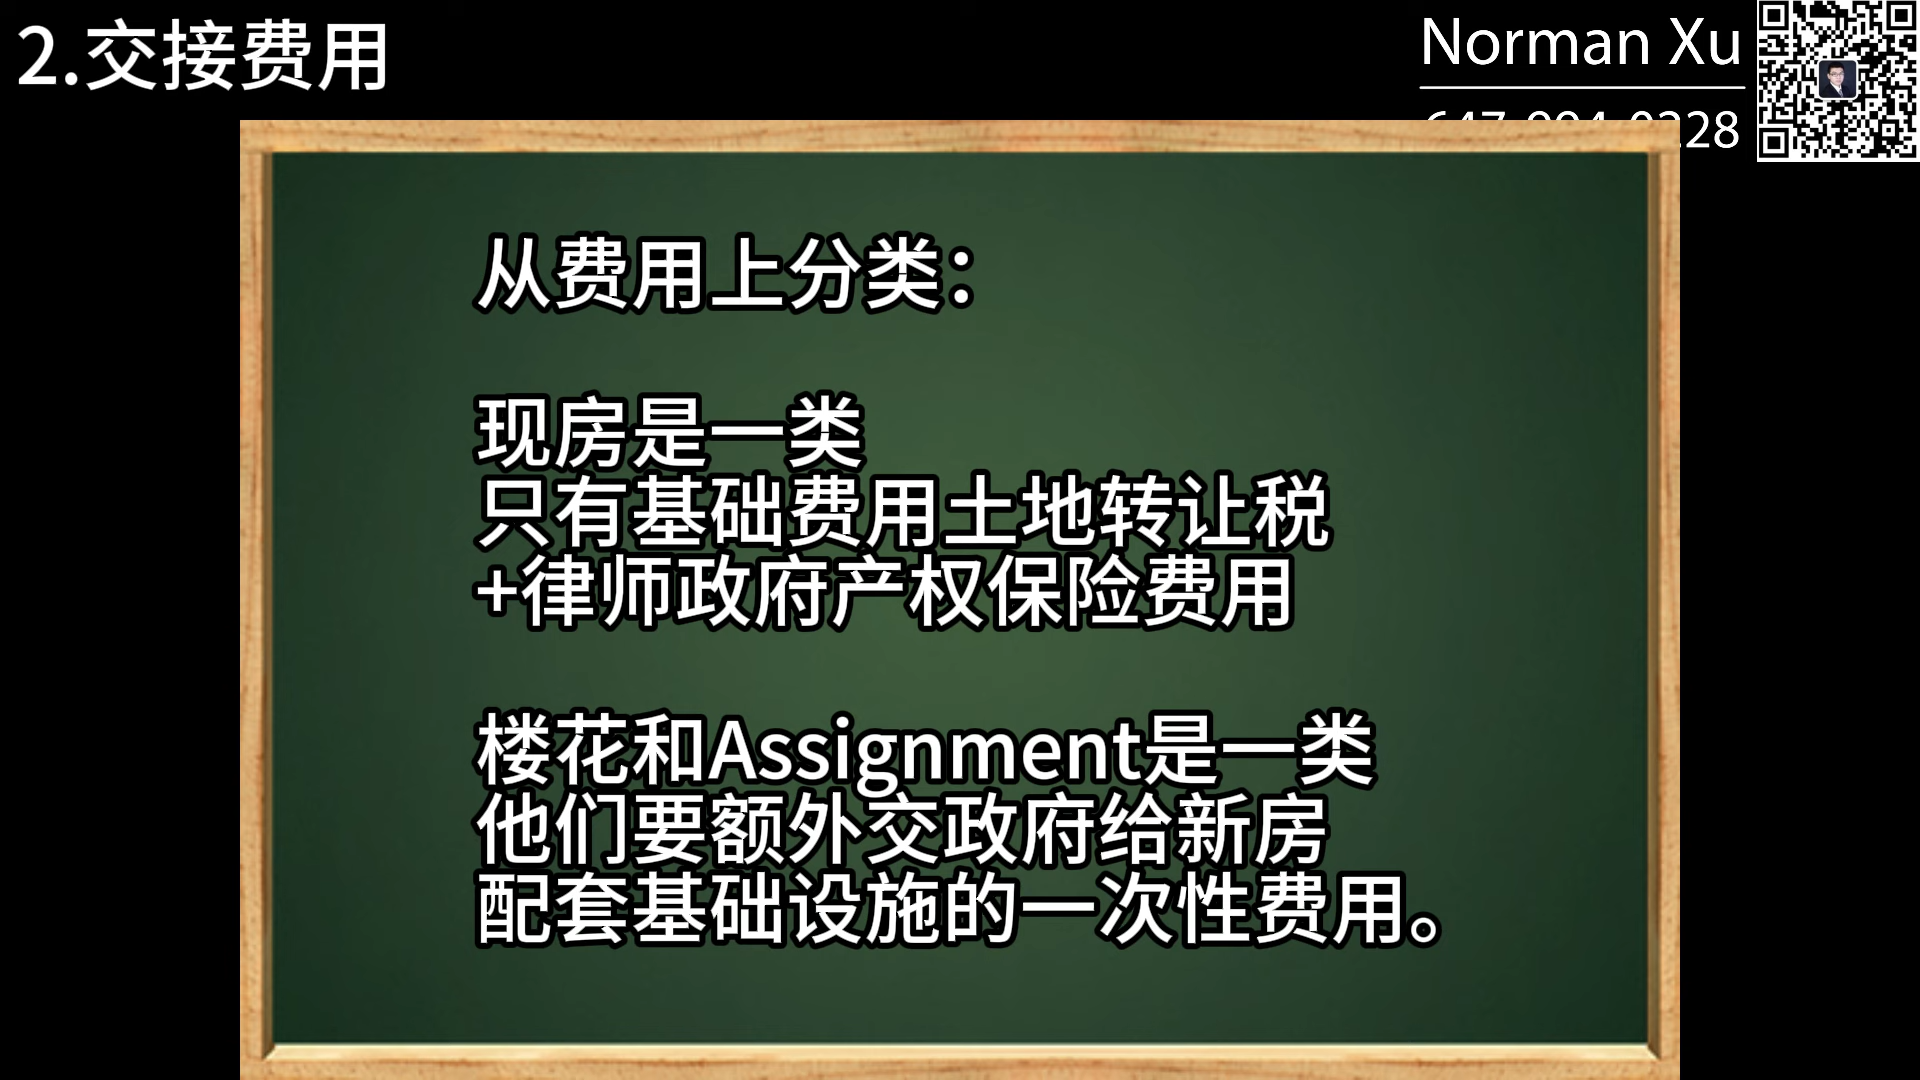 2.交接费用
Norman Xu
从费用上分类：
现房是一类
只有基础费用土地转让税
+律师政府产权保险费用
楼花和Assignment是一类
他们要额外交政府给新房
配套基础设施的一次性费用。